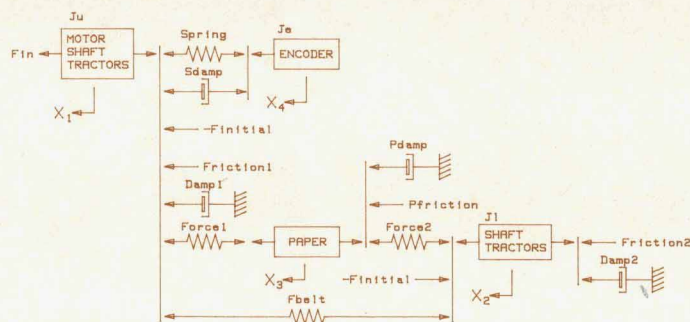 Ju
MOTOR
SHAFT
TRACTORS
Fin
X1
Spring
Sdamp
Je
ENCODER
X4
-Finitial
Friction1
Damp1
Force1
PAPER
X3
Pdamp
Pfriction
Force2
-Finitial
Fbelt
Jl
SHAFT
TRACTORS
X2
Friction2
Damp2